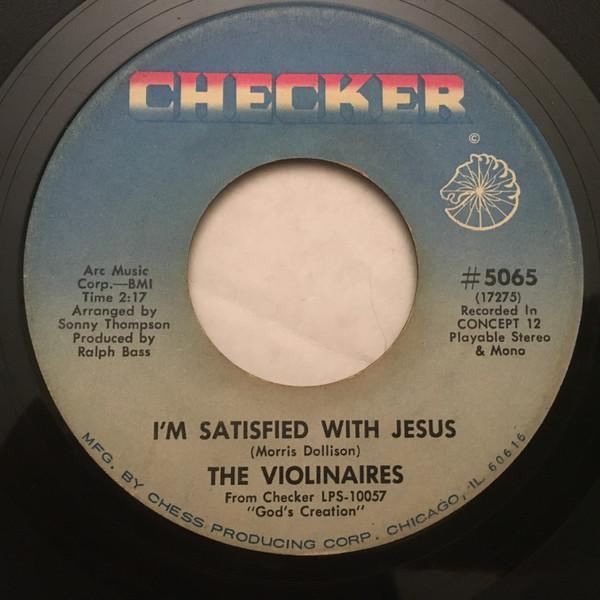 CHECKER
©
Arc Music
Corp.—BMI
Time 2:17
Arranged by
Sonny Thompson
Produced by
Ralph Bass
#5065
(17275)
Recorded In
CONCEPT 12
Playable Stereo
& Mono
I'M SATISFIED WITH JESUS
(Morris Dollison)
THE VIOLINAIRES
From Checker LPS-10057
"God's Creation"
MFG. BY CHESS PRODUCING CORP. CHICAGO, IL 60616